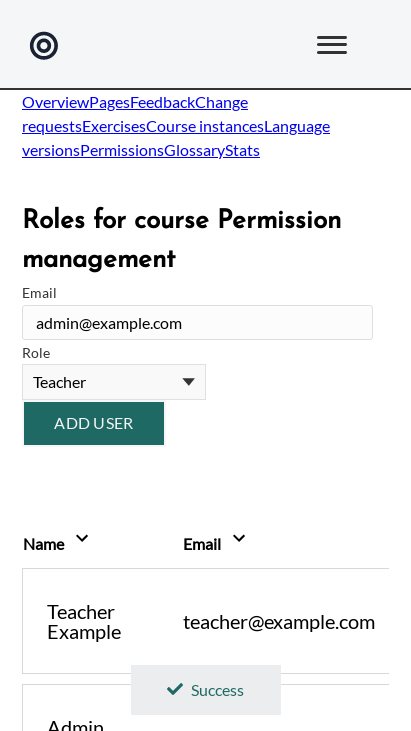 OverviewPagesFeedbackChange
requestsExercisesCourse instancesLanguage
versionsPermissionsGlossaryStats
Roles for course Permission
management
Email
admin@example.com
Role
Teacher
ADD USER
Name Email
Teacher
Example
teacher@example.com
Success
Admin